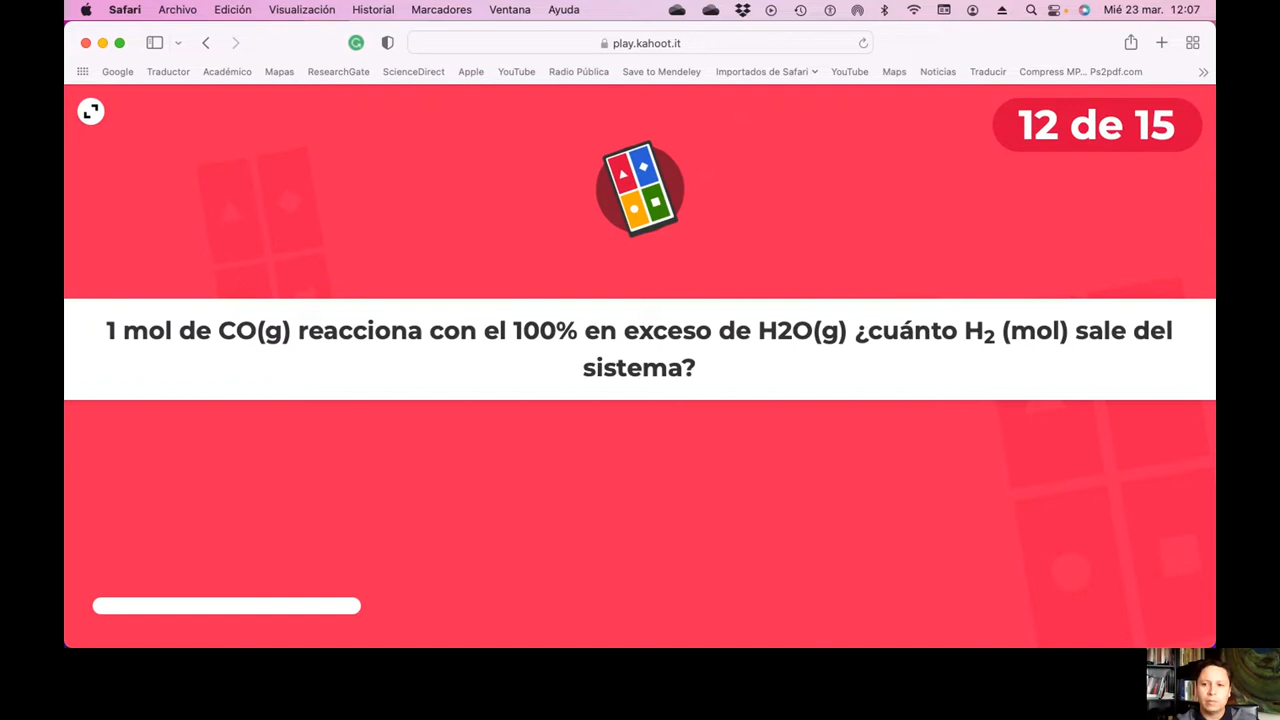 Safari Archivo Edición Visualización Historial Marcadores Ventana Ayuda Mié 23 mar. 12:07
play.kahoot.it
Google Traductor Académico Mapas ResearchGate ScienceDirect Apple YouTube Radio Pública Save to Mendeley Importados de Safari YouTube Maps Noticias Traducir Compress MP... Ps2pdf.com
12 de 15
1 mol de CO(g) reacciona con el 100% en exceso de H2O(g) ¿cuánto H₂ (mol) sale del
sistema?